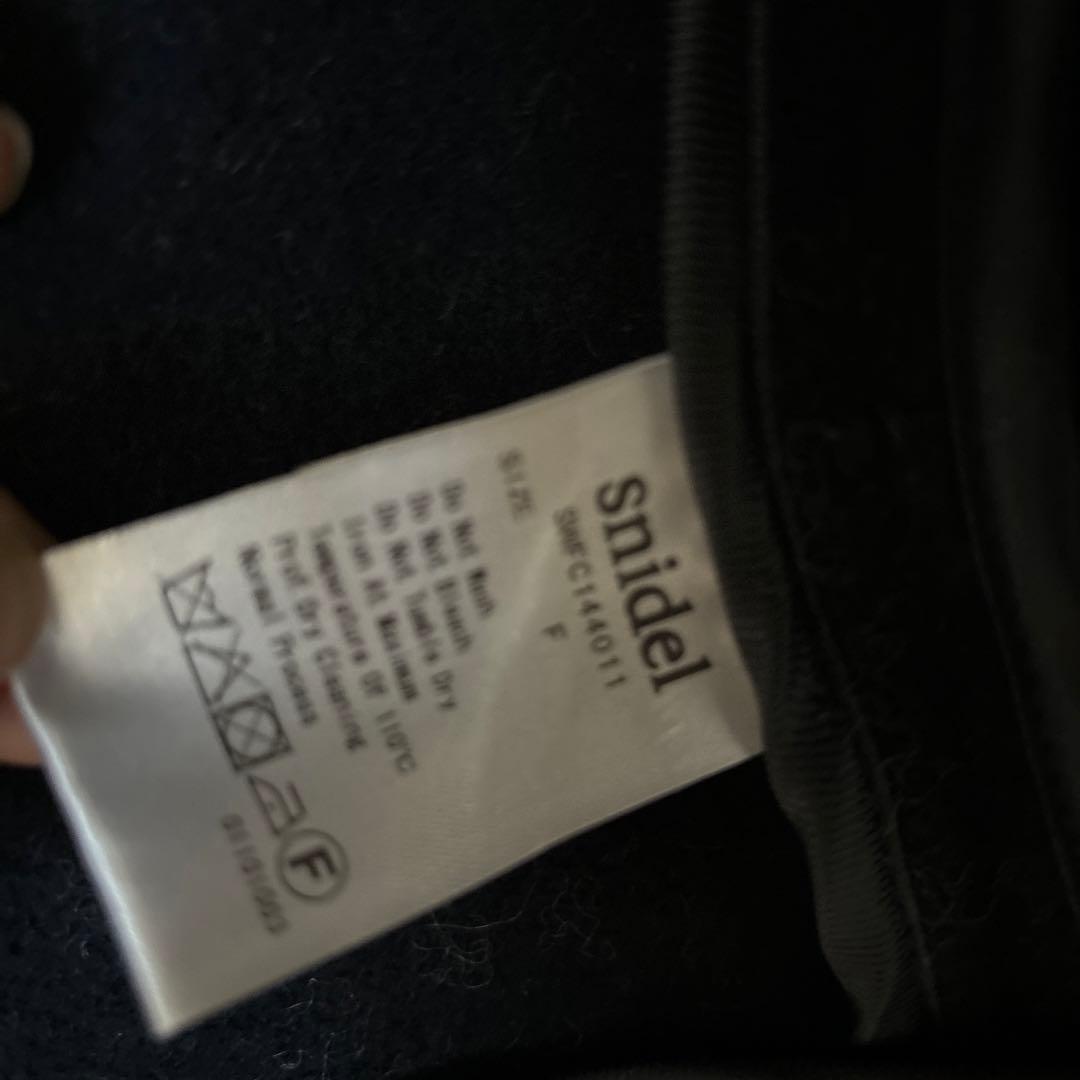 Snidel
SWFC144011
SIZE F
Do Not Wash
Do Not Bleach
Do Not Tumble Dry
Iron At Maximum
Temperature Of 110°C
Prof Dry Cleaning
Normal Process
F